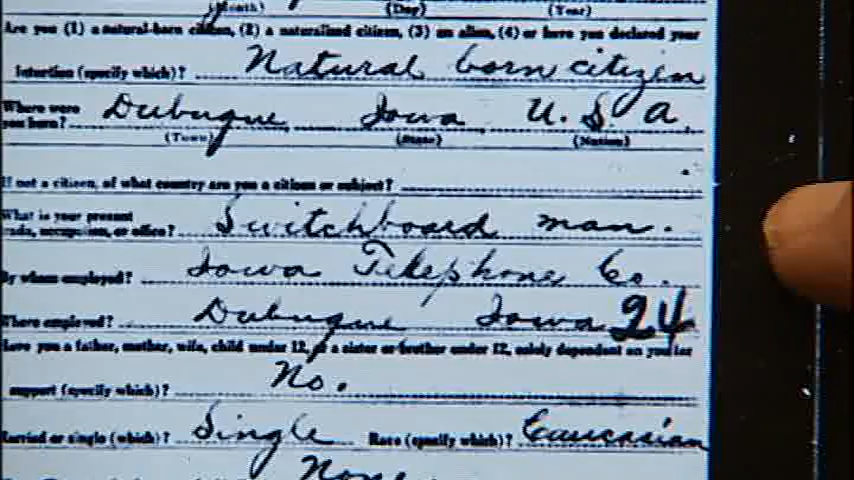 (Month) (Day) (Year)
Are you (1) a natural-born citizen, (2) a naturalized citizen, (3) an alien, (4) or have you declared your
intention (specify which)? Natural born citizen
Where were you born? Dubuque Iowa U. S. A.
(Town) (State) (Nation)
If not a citizen, of what country are you a citizen or subject?
What is your present trade, occupation, or office? Switchboard man.
By whom employed? Iowa Telephone Co.
Where employed? Dubuque Iowa 24
Have you a father, mother, wife, child under 12, or a sister or brother under 12, solely dependent on you for
support (specify which)? No.
Married or single (which)? Single Race (specify which)? Caucasian
None